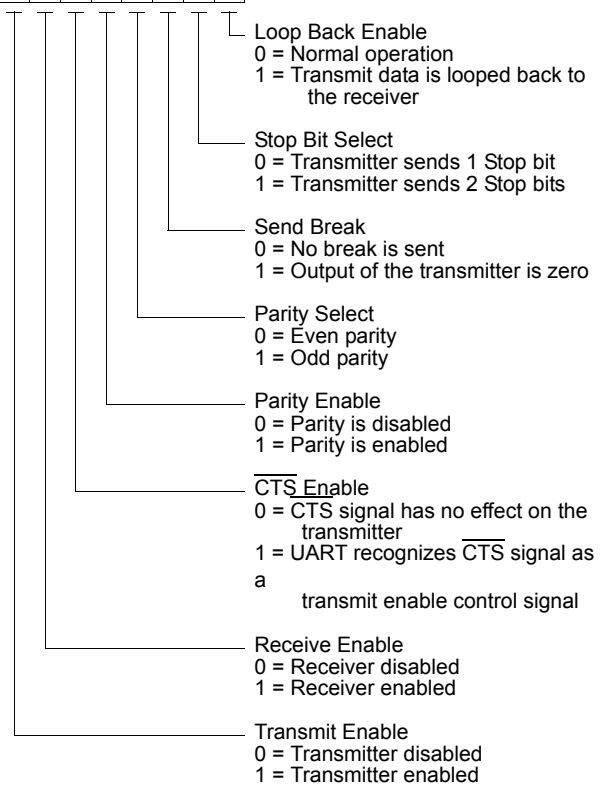 Loop Back Enable
0 = Normal operation
1 = Transmit data is looped back to
the receiver
Stop Bit Select
0 = Transmitter sends 1 Stop bit
1 = Transmitter sends 2 Stop bits
Send Break
0 = No break is sent
1 = Output of the transmitter is zero
Parity Select
0 = Even parity
1 = Odd parity
Parity Enable
0 = Parity is disabled
1 = Parity is enabled
C̅T̅S̅ Enable
0 = C̅T̅S̅ signal has no effect on the
transmitter
1 = UART recognizes C̅T̅S̅ signal as
a
transmit enable control signal
Receive Enable
0 = Receiver disabled
1 = Receiver enabled
Transmit Enable
0 = Transmitter disabled
1 = Transmitter enabled